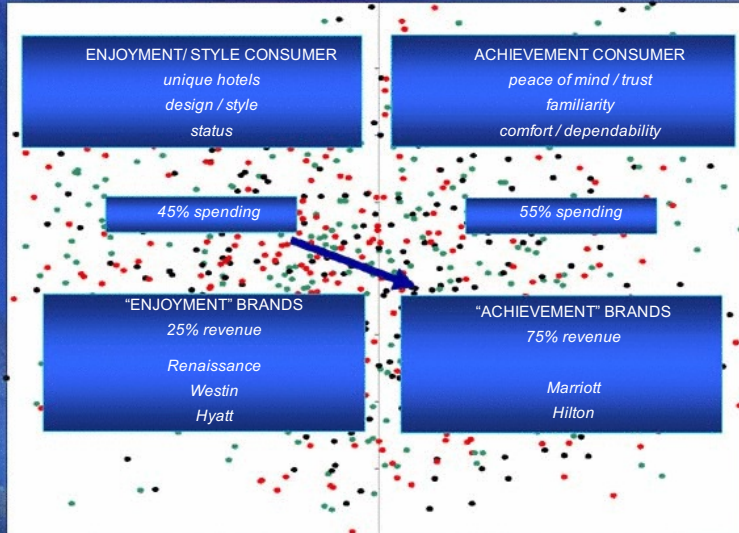 ENJOYMENT/ STYLE CONSUMER
unique hotels
design / style
status
ACHIEVEMENT CONSUMER
peace of mind / trust
familiarity
comfort / dependability
45% spending
55% spending
“ENJOYMENT” BRANDS
25% revenue
Renaissance
Westin
Hyatt
“ACHIEVEMENT” BRANDS
75% revenue
Marriott
Hilton